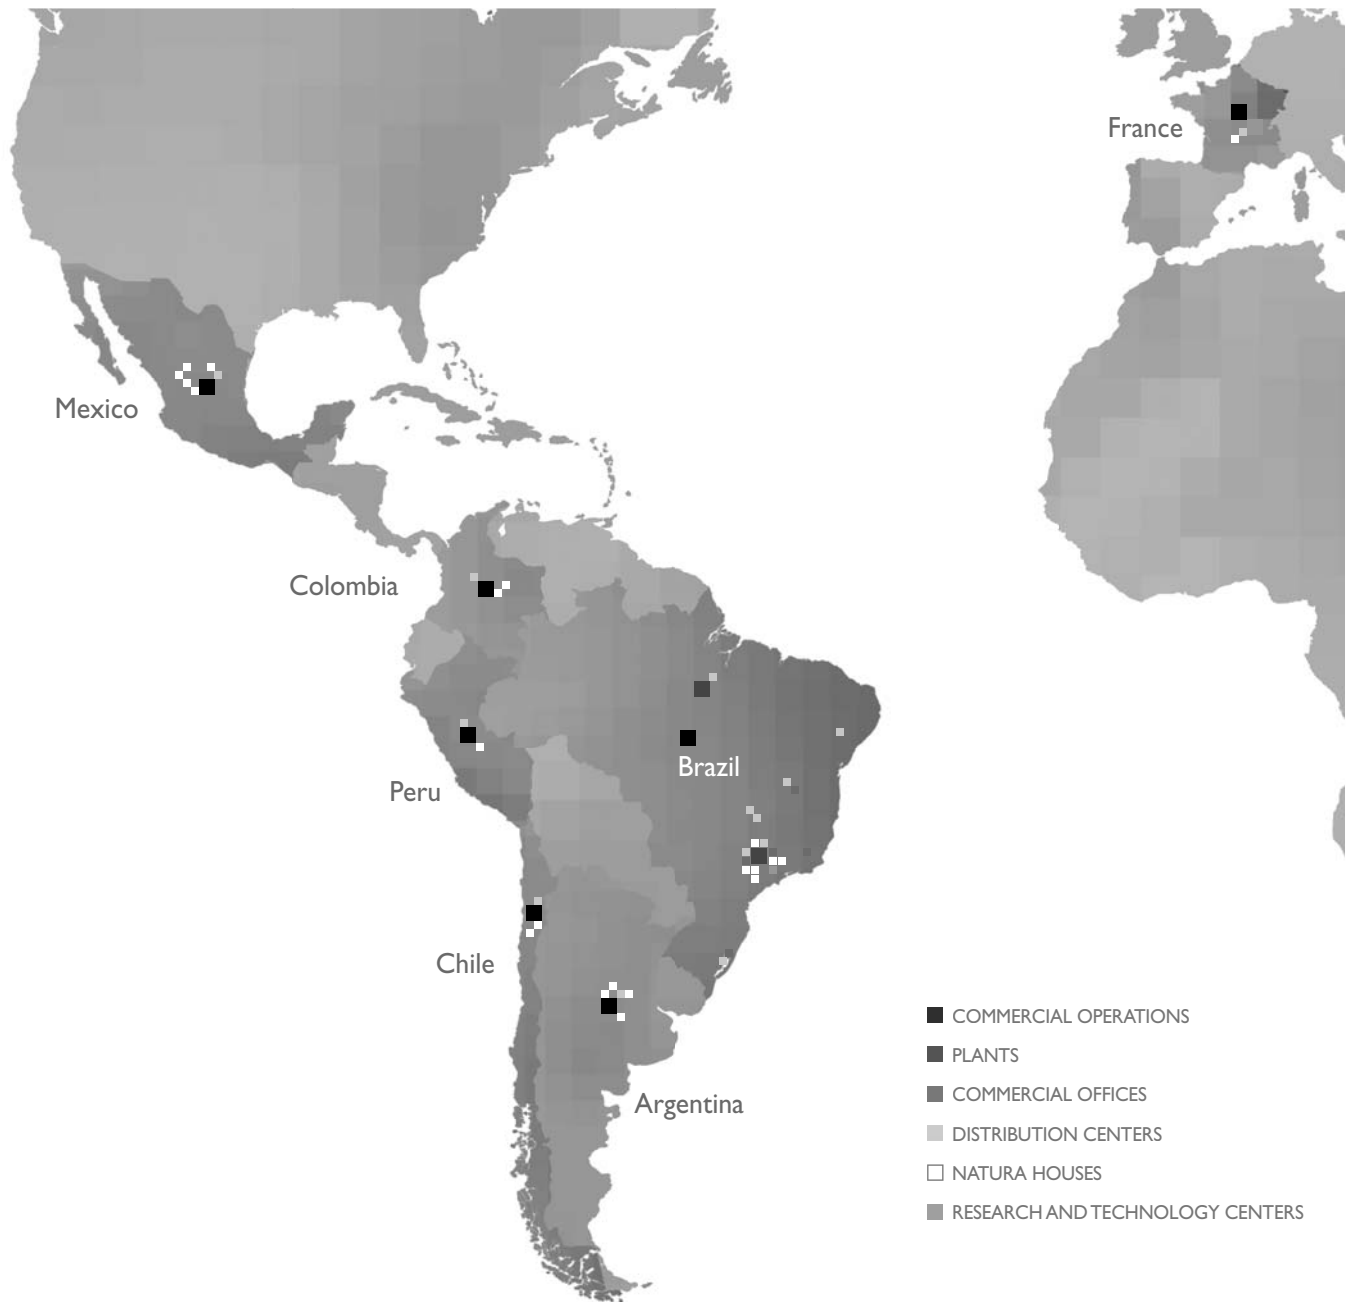 France
Mexico
Colombia
Brazil
Peru
Chile
Argentina
COMMERCIAL OPERATIONS
PLANTS
COMMERCIAL OFFICES
DISTRIBUTION CENTERS
NATURA HOUSES
RESEARCH AND TECHNOLOGY CENTERS